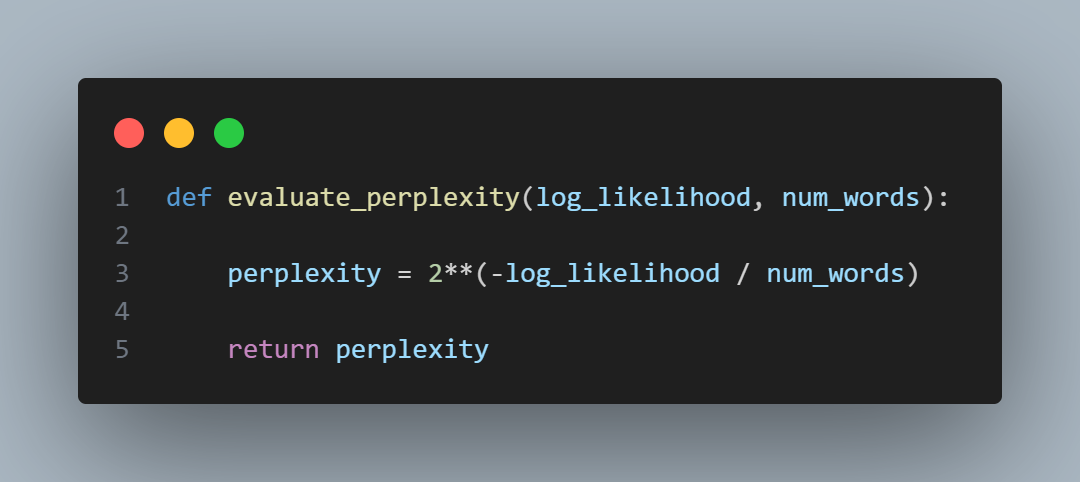 1 def evaluate_perplexity(log_likelihood, num_words):
2
3     perplexity = 2**(-log_likelihood / num_words)
4
5     return perplexity